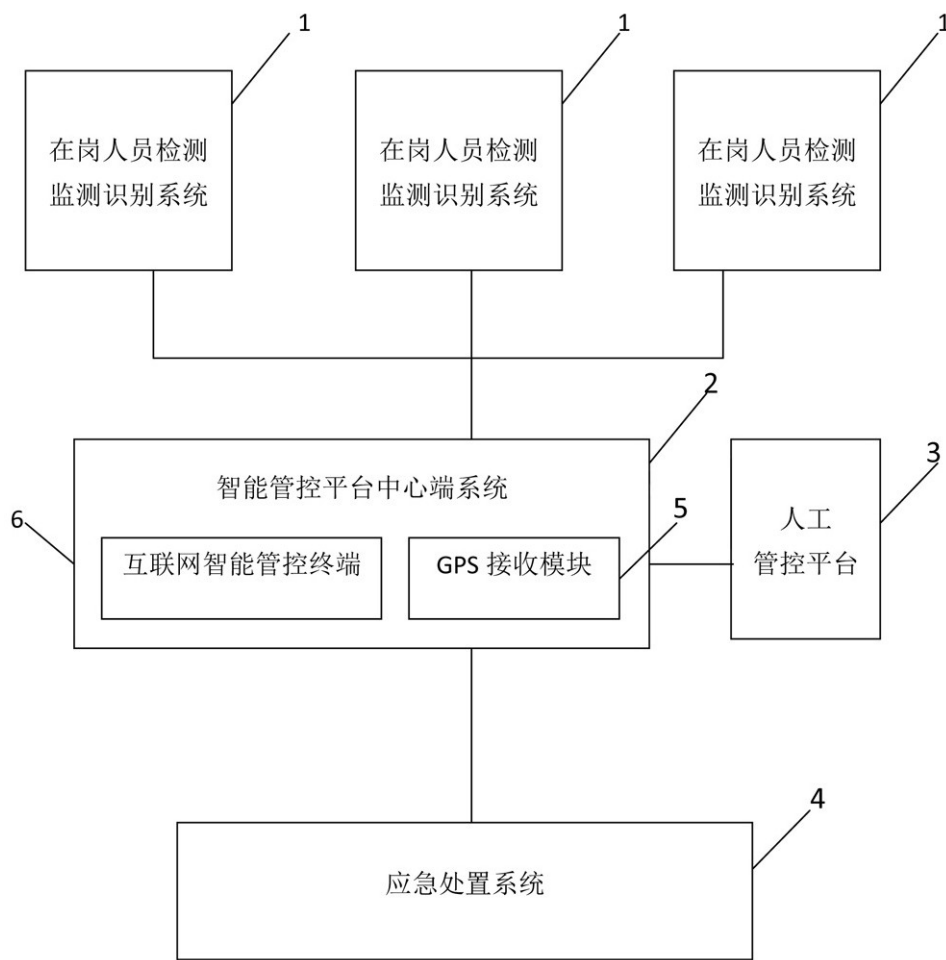 1
1
1
在岗人员检测
监测识别系统
在岗人员检测
监测识别系统
在岗人员检测
监测识别系统
2
智能管控平台中心端系统
6
互联网智能管控终端
5
GPS 接收模块
3
人工
管控平台
4
应急处置系统